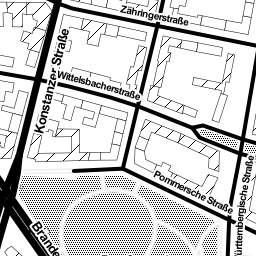 Zähringerstraße
Konstanzer Straße
Wittelsbacherstraße
Pommersche Straße
Württembergische Straße
Brande